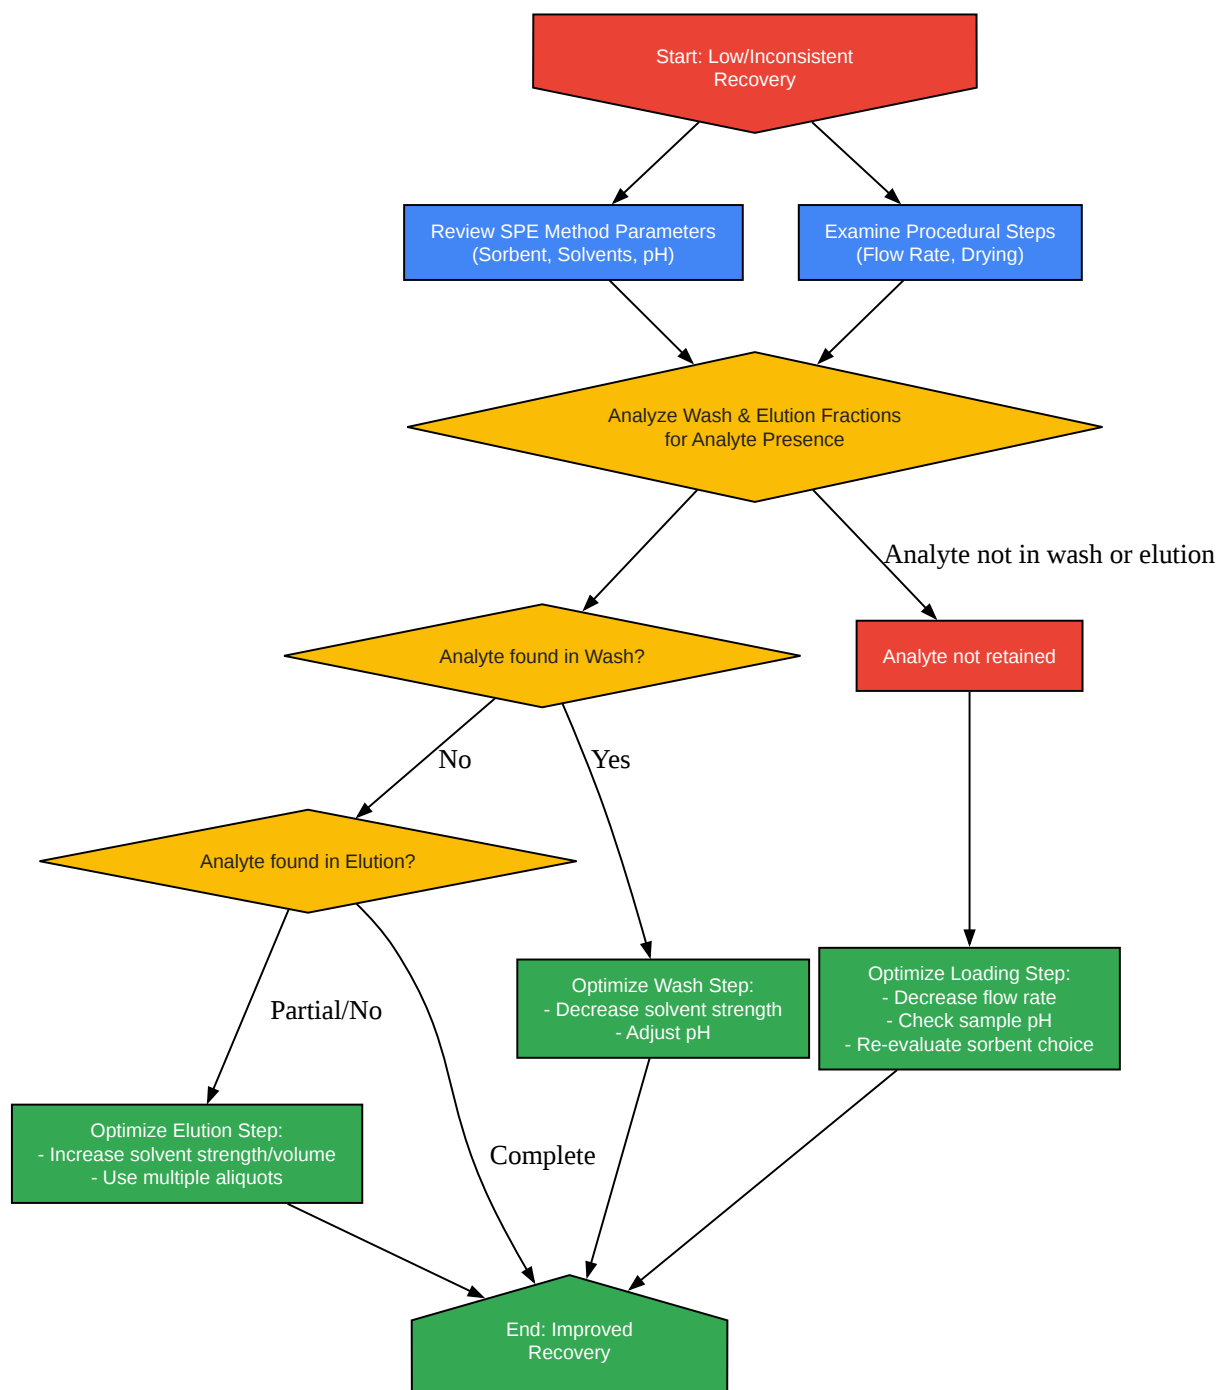 Start: Low/Inconsistent
Recovery
Review SPE Method Parameters
(Sorbent, Solvents, pH)
Examine Procedural Steps
(Flow Rate, Drying)
Analyze Wash & Elution Fractions
for Analyte Presence
Analyte not in wash or elution
Analyte found in Wash?
Analyte not retained
No
Yes
Analyte found in Elution?
Optimize Wash Step:
- Decrease solvent strength
- Adjust pH
Optimize Loading Step:
- Decrease flow rate
- Check sample pH
- Re-evaluate sorbent choice
Partial/No
Optimize Elution Step:
- Increase solvent strength/volume
- Use multiple aliquots
Complete
End: Improved
Recovery